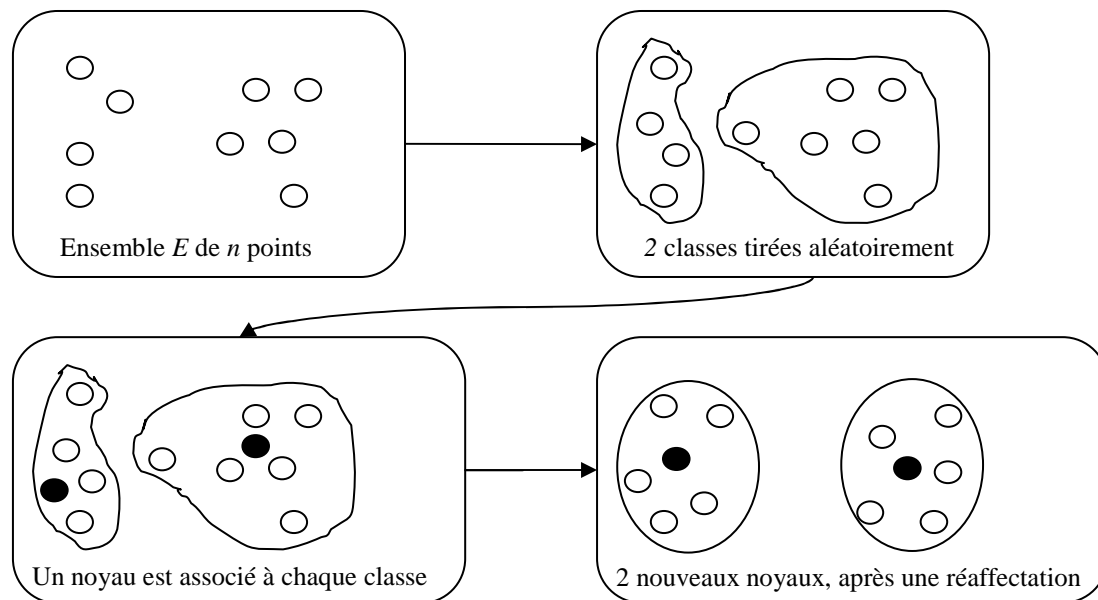 Ensemble E de n points
2 classes tirées aléatoirement
Un noyau est associé à chaque classe
2 nouveaux noyaux, après une réaffectation